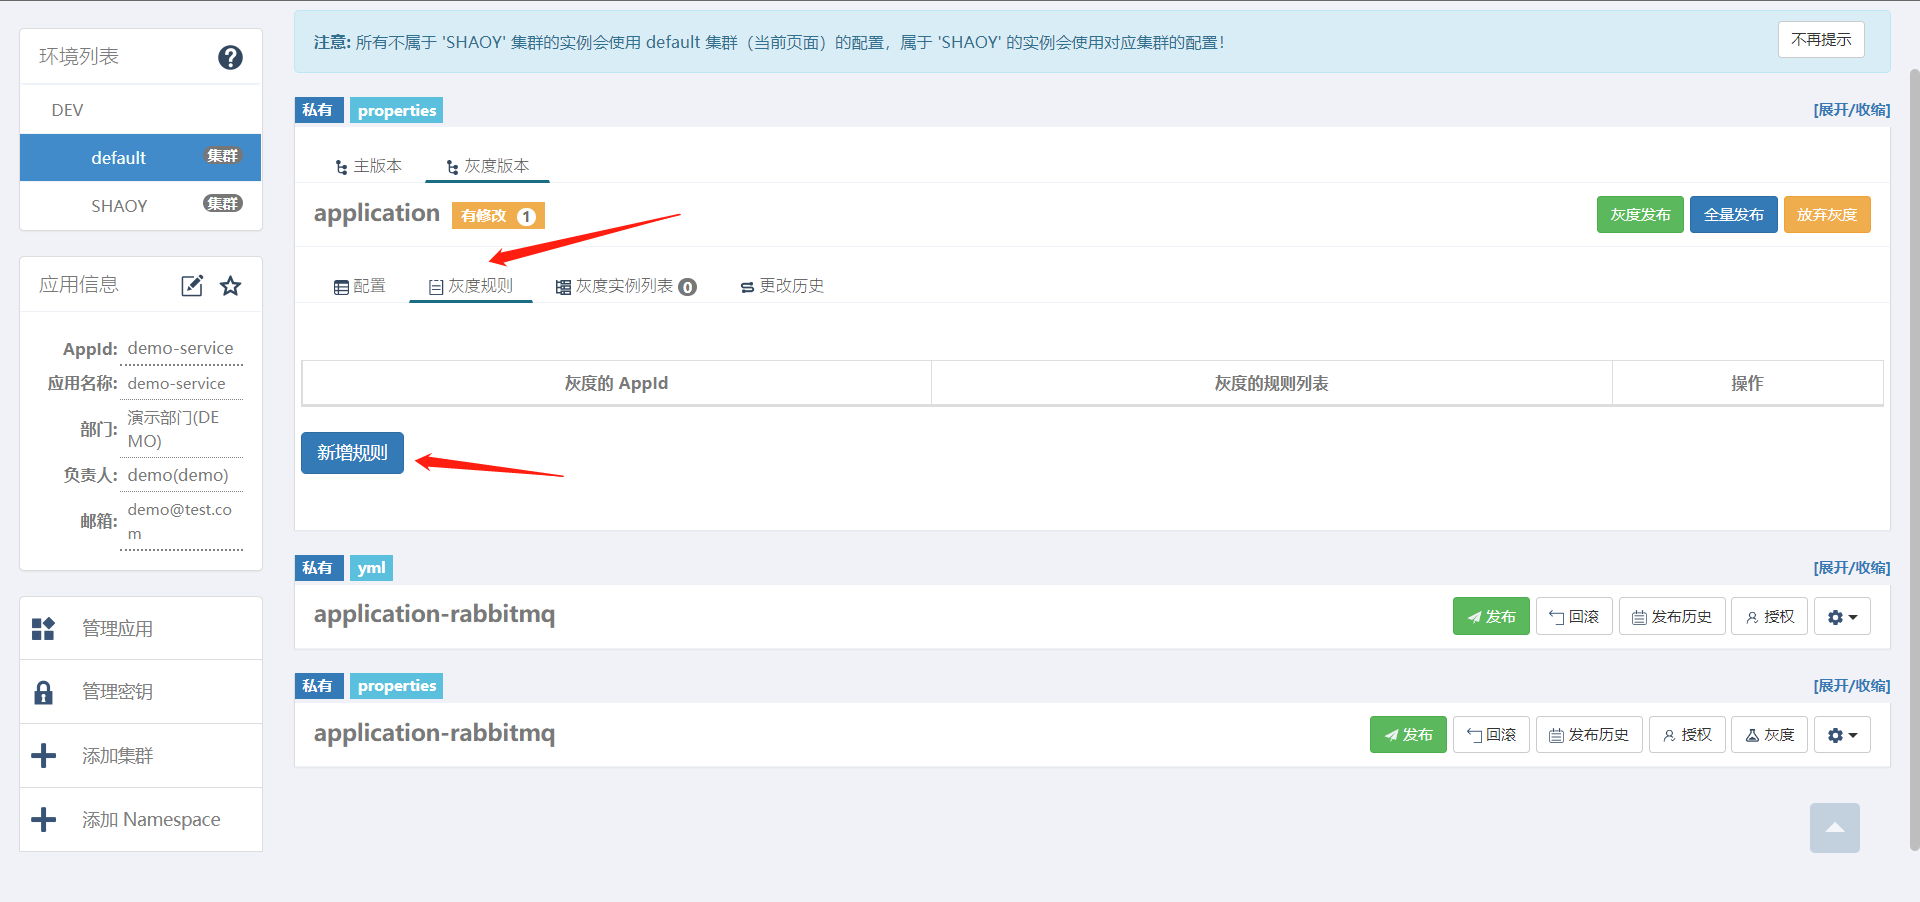 环境列表
DEV
default 集群
SHAOY 集群
应用信息
AppId: demo-service
应用名称: demo-service
部门: 演示部门(DE
MO)
负责人: demo(demo)
邮箱: demo@test.co
m
管理应用
管理密钥
添加集群
添加 Namespace
注意: 所有不属于 'SHAOY' 集群的实例会使用 default 集群（当前页面）的配置，属于 'SHAOY' 的实例会使用对应集群的配置！ 不再提示
私有 properties [展开/收缩]
主版本 灰度版本
application 有修改 1 灰度发布 全量发布 放弃灰度
配置 灰度规则 灰度实例列表 0 更改历史
灰度的 AppId 灰度的规则列表 操作
新增规则
私有 yml [展开/收缩]
application-rabbitmq 发布 回滚 发布历史 授权
私有 properties [展开/收缩]
application-rabbitmq 发布 回滚 发布历史 授权 灰度